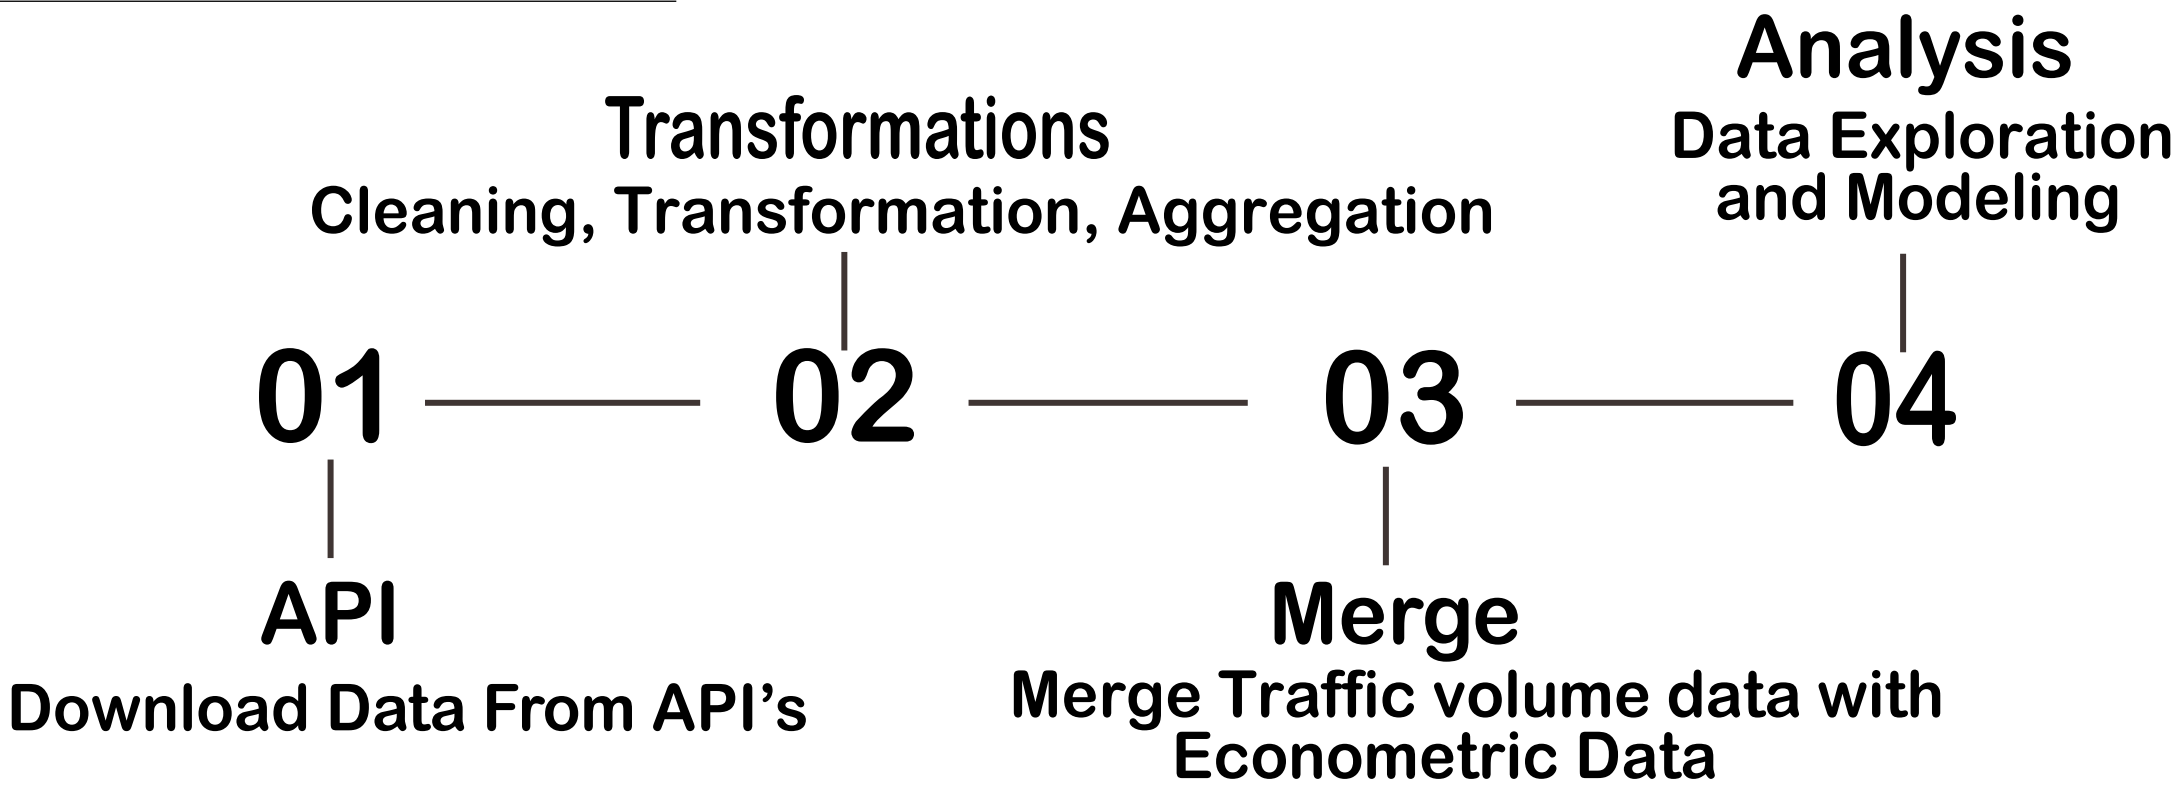 Analysis
Data Exploration
and Modeling
Transformations
Cleaning, Transformation, Aggregation
01
02
03
04
API
Download Data From API’s
Merge
Merge Traffic volume data with
Econometric Data